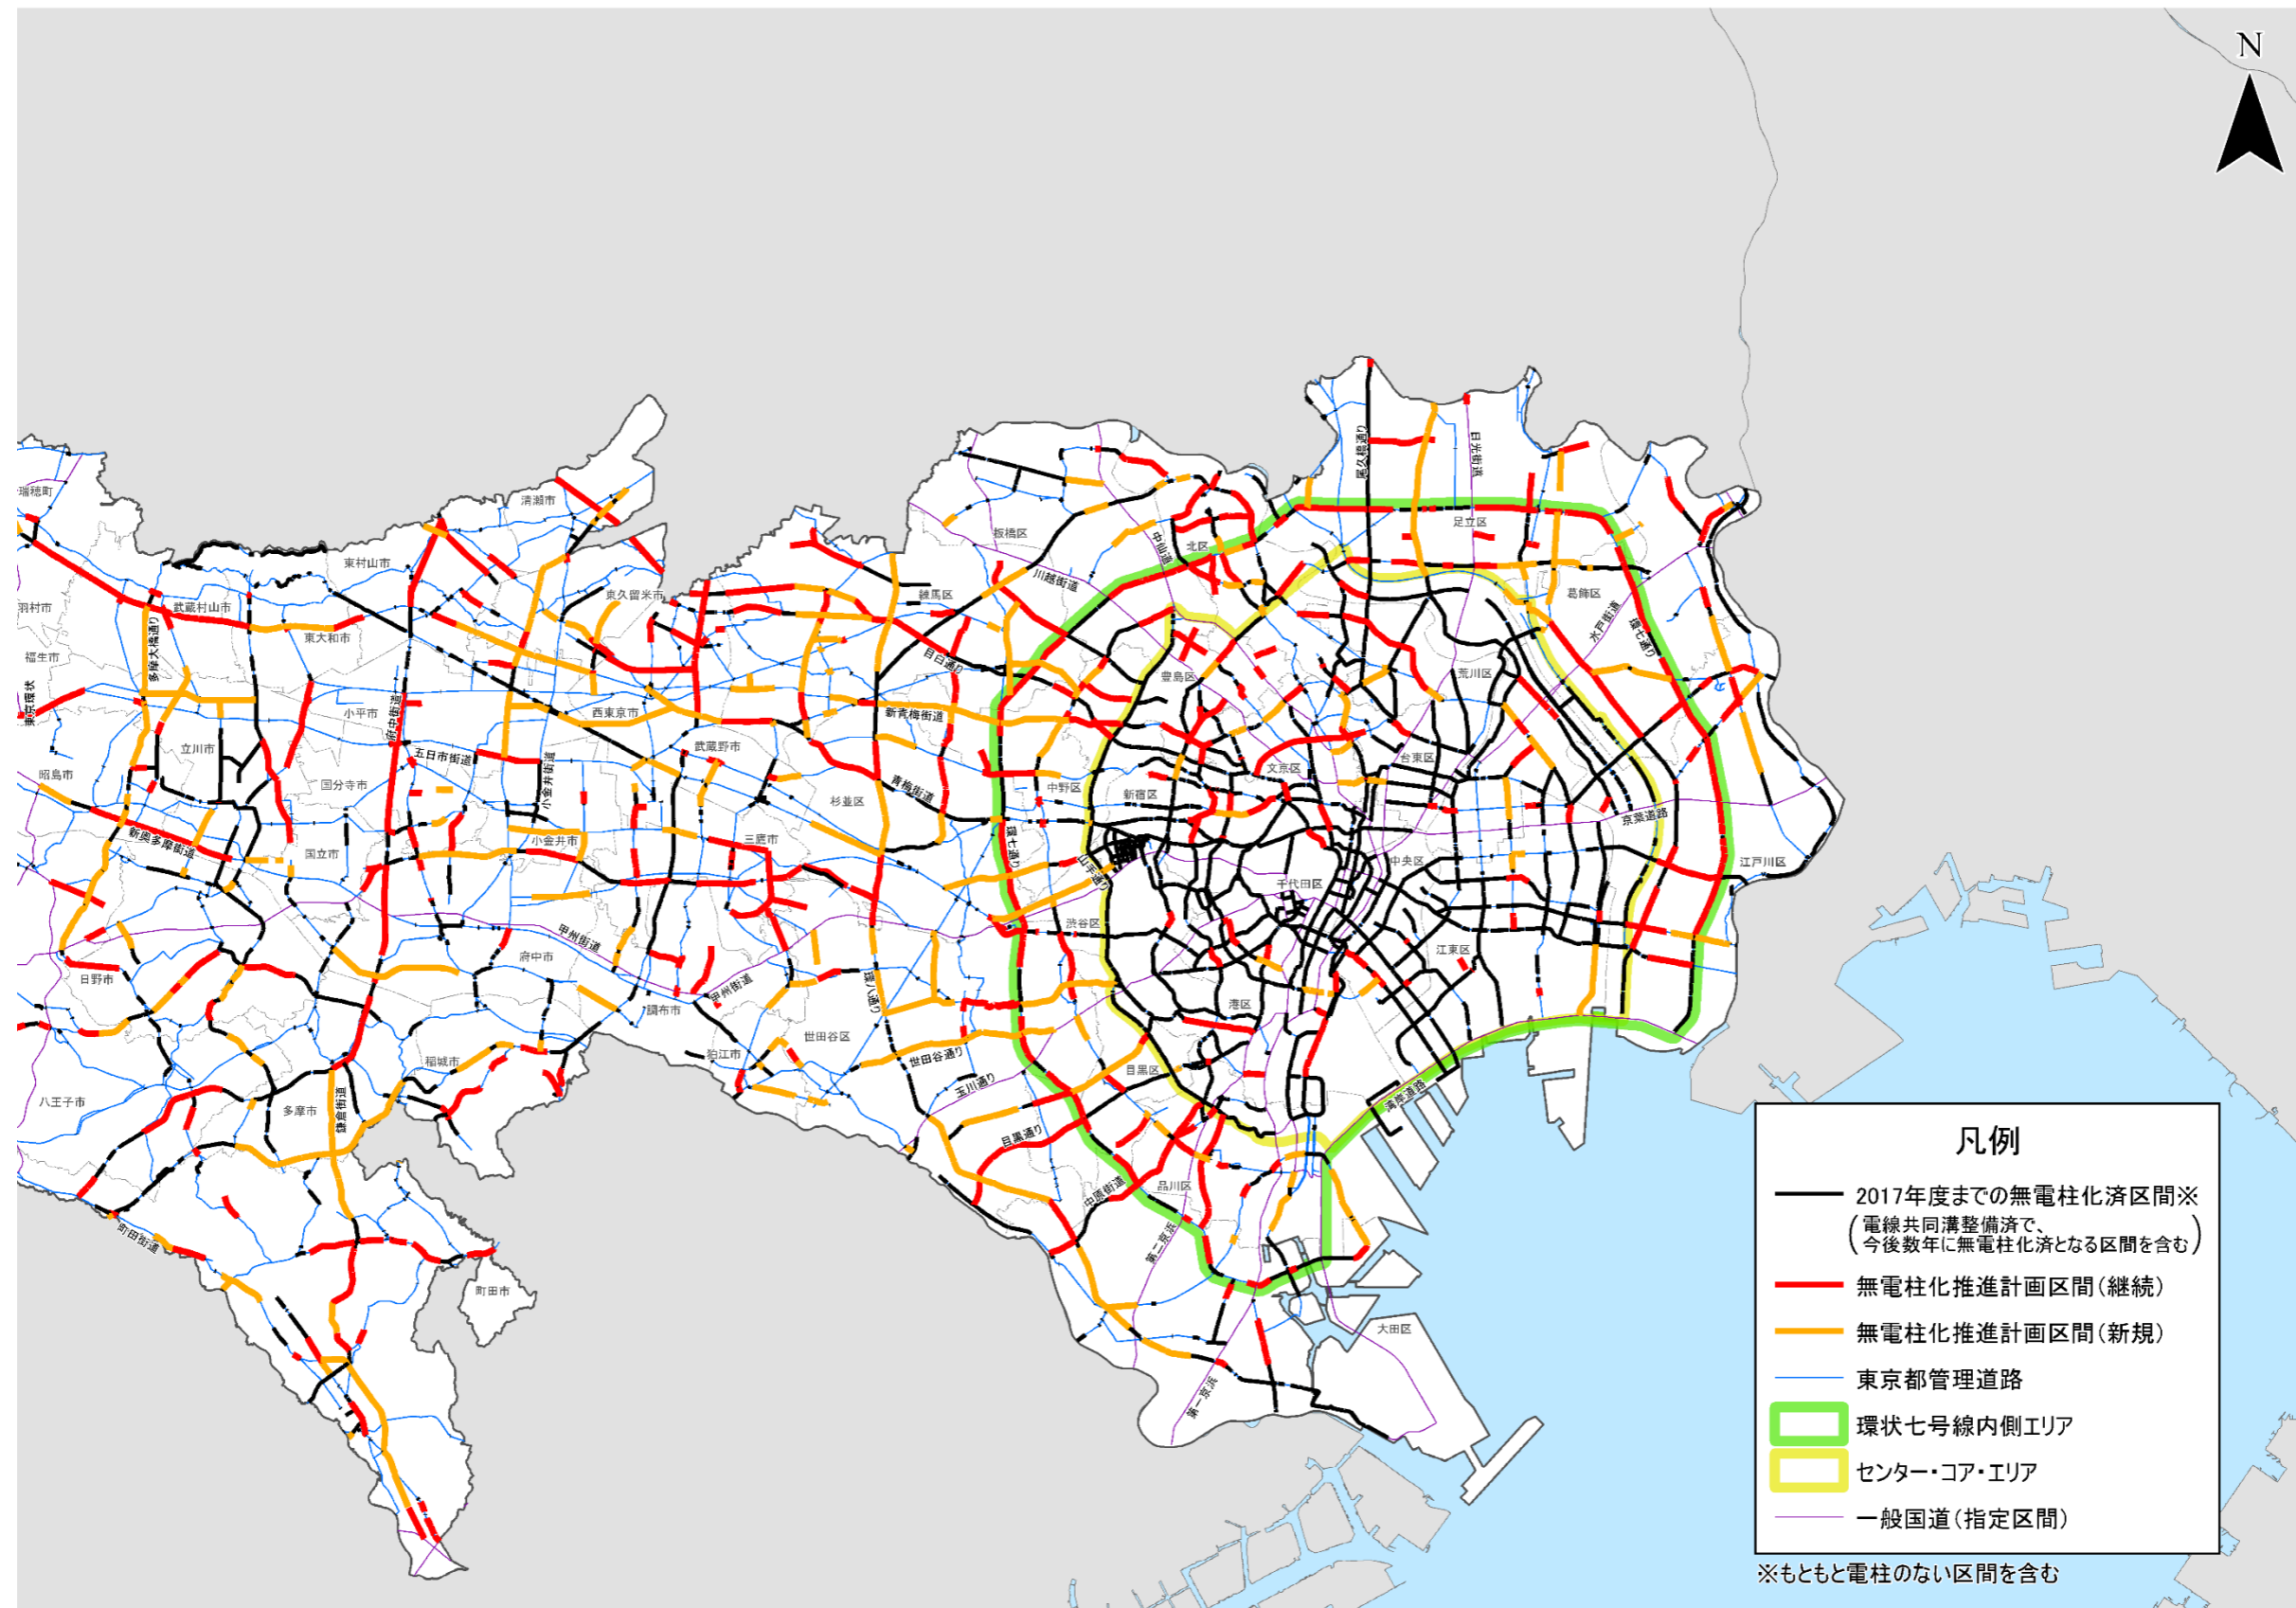 N
瑞穂町
清瀬市
尾久橋通り
日光街道
板橋区
中山道
北区
足立区
東村山市
川越街道
東久留米市
練馬区
葛飾区
羽村市
武蔵村山市
多摩大橋通り
東大和市
水戸街道
環七通り
福生市
目白通り
豊島区
荒川区
東京環状
小平市
府中街道
西東京市
新青梅街道
立川市
五日市街道
武蔵野市
台東区
文京区
昭島市
国分寺市
小金井街道
青梅街道
中野区
新宿区
杉並区
京葉道路
新奥多摩街道
国立市
小金井市
三鷹市
環七通り
山手通り
中央区
江戸川区
千代田区
渋谷区
甲州街道
府中市
江東区
日野市
甲州街道
環八通り
調布市
港区
世田谷区
狛江市
稲城市
世田谷通り
玉川通り
目黒区
湾岸道路
八王子市
多摩市
鎌倉街道
目黒通り
中原街道
品川区
町田街道
第二京浜
町田市
大田区
第一京浜
凡例
2017年度までの無電柱化済区間※
(電線共同溝整備済で、
今後数年に無電柱化済となる区間を含む)
無電柱化推進計画区間(継続)
無電柱化推進計画区間(新規)
東京都管理道路
環状七号線内側エリア
センター・コア・エリア
一般国道(指定区間)
※もともと電柱のない区間を含む